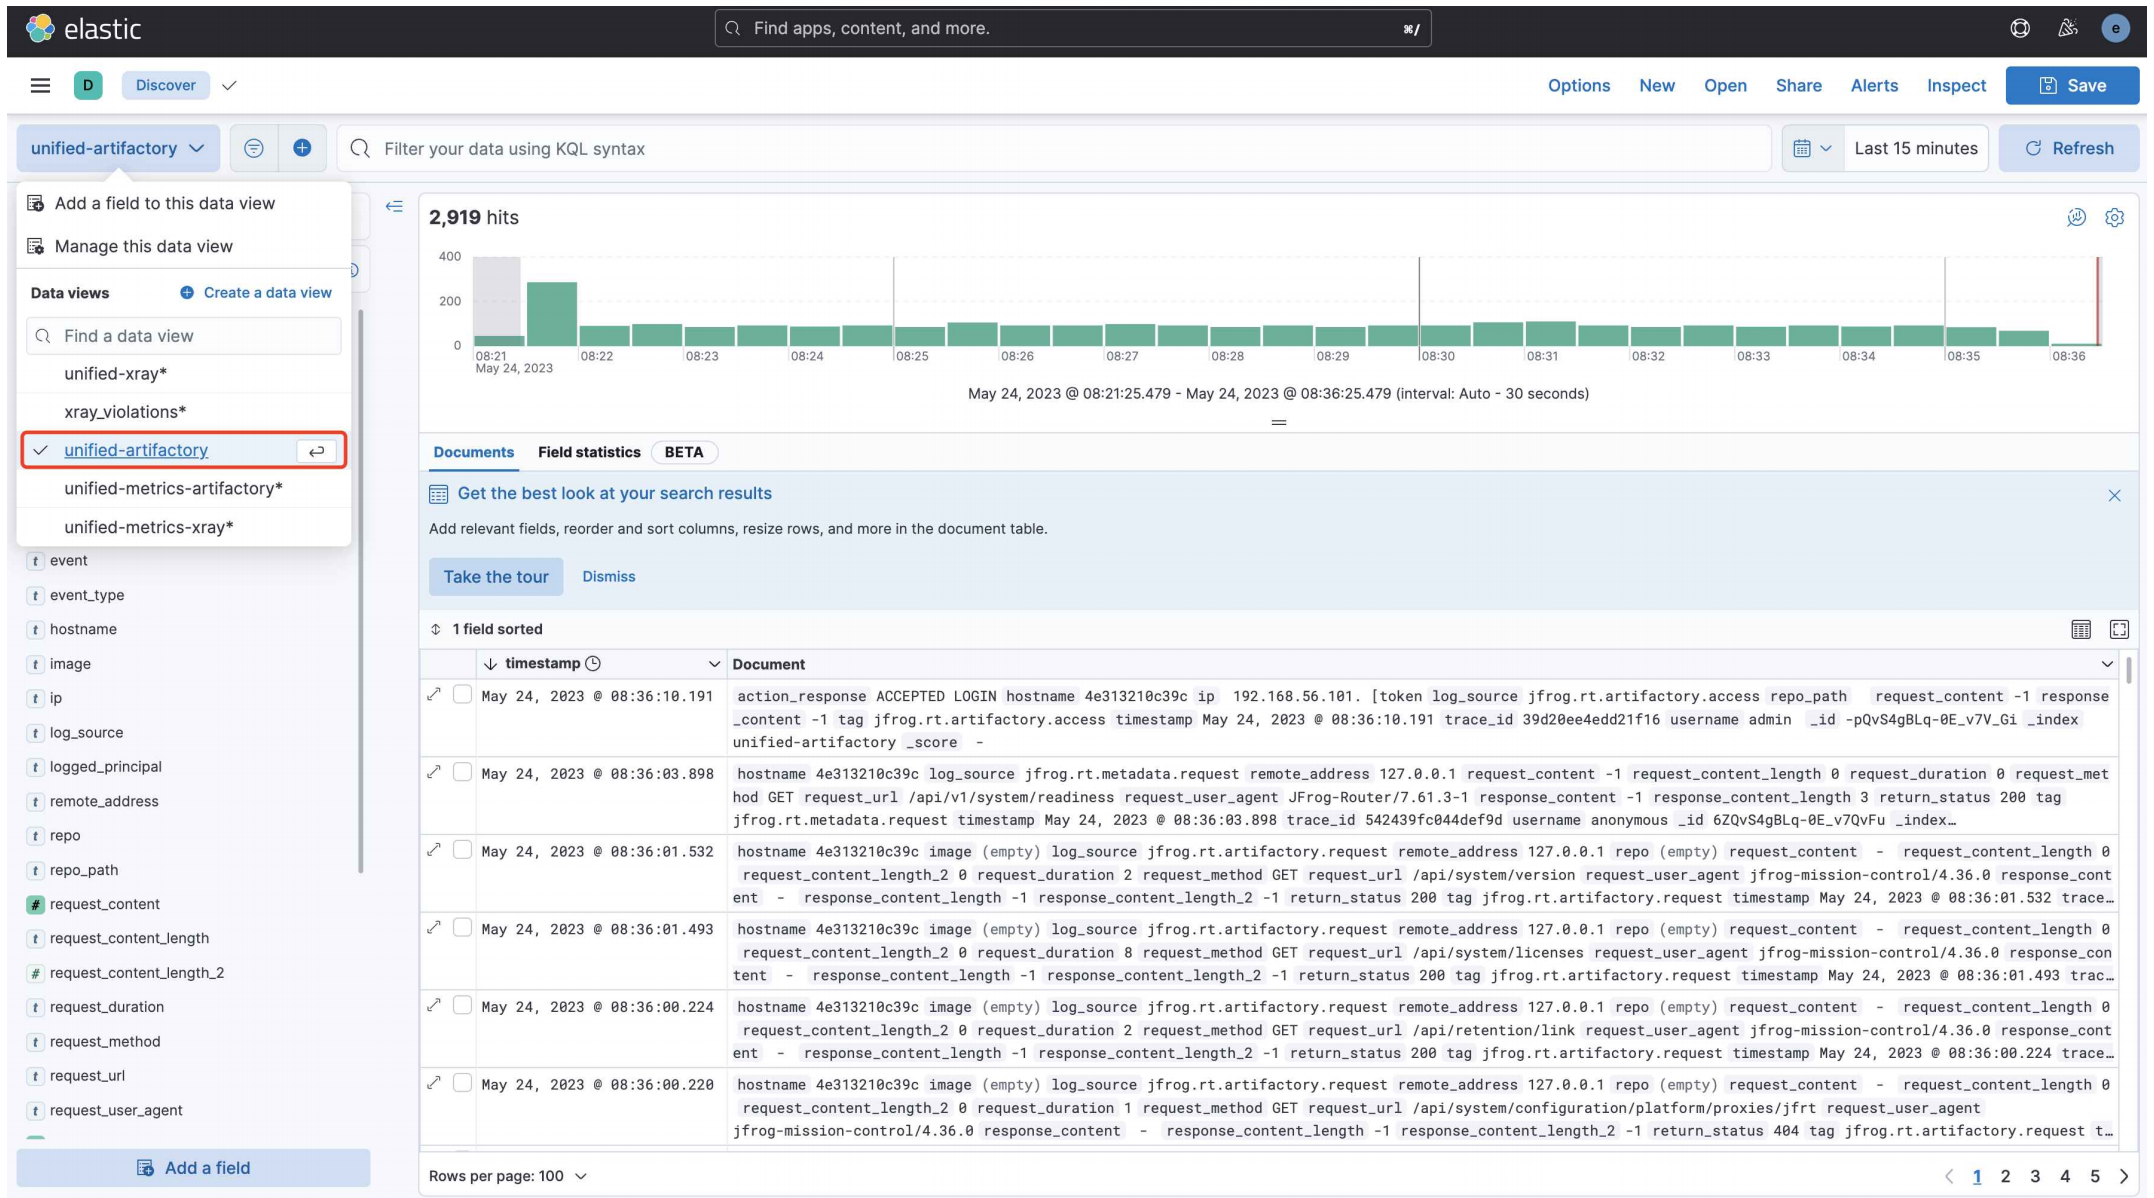 elastic
Find apps, content, and more.
⌘/
e
D
Discover
Options New Open Share Alerts Inspect Save
unified-artifactory
Filter your data using KQL syntax
Last 15 minutes
Refresh
Add a field to this data view
Manage this data view
Data views
Create a data view
Find a data view
unified-xray*
xray_violations*
unified-artifactory
unified-metrics-artifactory*
unified-metrics-xray*
t event
t event_type
t hostname
t image
t ip
t log_source
t logged_principal
t remote_address
t repo
t repo_path
# request_content
t request_content_length
# request_content_length_2
t request_duration
t request_method
t request_url
t request_user_agent
Add a field
2,919 hits
400
200
0
08:21 08:22 08:23 08:24 08:25 08:26 08:27 08:28 08:29 08:30 08:31 08:32 08:33 08:34 08:35 08:36
May 24, 2023
May 24, 2023 @ 08:21:25.479 - May 24, 2023 @ 08:36:25.479 (interval: Auto - 30 seconds)
Documents Field statistics BETA
Get the best look at your search results
Add relevant fields, reorder and sort columns, resize rows, and more in the document table.
Take the tour Dismiss
1 field sorted
timestamp Document
May 24, 2023 @ 08:36:10.191 action_response ACCEPTED LOGIN hostname 4e313210c39c ip 192.168.56.101. [token log_source jfrog.rt.artifactory.access repo_path request_content -1 response
_content -1 tag jfrog.rt.artifactory.access timestamp May 24, 2023 @ 08:36:10.191 trace_id 39d20ee4edd21f16 username admin _id -pQvS4gBLq-0E_v7V_Gi _index
unified-artifactory _score -
May 24, 2023 @ 08:36:03.898 hostname 4e313210c39c log_source jfrog.rt.metadata.request remote_address 127.0.0.1 request_content -1 request_content_length 0 request_duration 0 request_met
hod GET request_url /api/v1/system/readiness request_user_agent JFrog-Router/7.61.3-1 response_content -1 response_content_length 3 return_status 200 tag
jfrog.rt.metadata.request timestamp May 24, 2023 @ 08:36:03.898 trace_id 542439fc044def9d username anonymous _id 6ZQvS4gBLq-0E_v7QvFu _index…
May 24, 2023 @ 08:36:01.532 hostname 4e313210c39c image (empty) log_source jfrog.rt.artifactory.request remote_address 127.0.0.1 repo (empty) request_content - request_content_length 0
request_content_length_2 0 request_duration 2 request_method GET request_url /api/system/version request_user_agent jfrog-mission-control/4.36.0 response_cont
ent - response_content_length -1 response_content_length_2 -1 return_status 200 tag jfrog.rt.artifactory.request timestamp May 24, 2023 @ 08:36:01.532 trace…
May 24, 2023 @ 08:36:01.493 hostname 4e313210c39c image (empty) log_source jfrog.rt.artifactory.request remote_address 127.0.0.1 repo (empty) request_content - request_content_length 0
request_content_length_2 0 request_duration 8 request_method GET request_url /api/system/licenses request_user_agent jfrog-mission-control/4.36.0 response_con
tent - response_content_length -1 response_content_length_2 -1 return_status 200 tag jfrog.rt.artifactory.request timestamp May 24, 2023 @ 08:36:01.493 trac…
May 24, 2023 @ 08:36:00.224 hostname 4e313210c39c image (empty) log_source jfrog.rt.artifactory.request remote_address 127.0.0.1 repo (empty) request_content - request_content_length 0
request_content_length_2 0 request_duration 2 request_method GET request_url /api/retention/link request_user_agent jfrog-mission-control/4.36.0 response_cont
ent - response_content_length -1 response_content_length_2 -1 return_status 200 tag jfrog.rt.artifactory.request timestamp May 24, 2023 @ 08:36:00.224 trace…
May 24, 2023 @ 08:36:00.220 hostname 4e313210c39c image (empty) log_source jfrog.rt.artifactory.request remote_address 127.0.0.1 repo (empty) request_content - request_content_length 0
request_content_length_2 0 request_duration 1 request_method GET request_url /api/system/configuration/platform/proxies/jfrt request_user_agent
jfrog-mission-control/4.36.0 response_content - response_content_length -1 response_content_length_2 -1 return_status 404 tag jfrog.rt.artifactory.request t…
Rows per page: 100
1 2 3 4 5